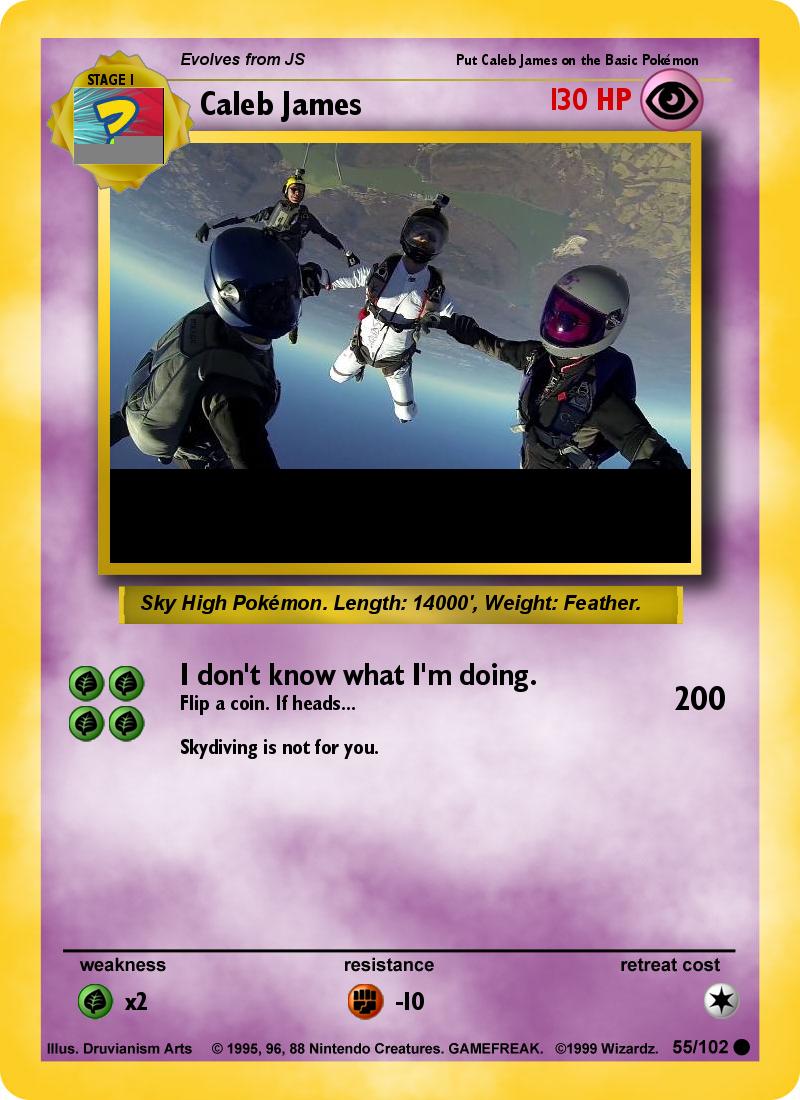 Evolves from JS
Put Caleb James on the Basic Pokémon
STAGE I
?
Caleb James
130 HP
Sky High Pokémon. Length: 14000', Weight: Feather.
I don't know what I'm doing.
Flip a coin. If heads...
200
Skydiving is not for you.
weakness
resistance
retreat cost
x2
-10
Illus. Druvianism Arts © 1995, 96, 88 Nintendo Creatures. GAMEFREAK. ©1999 Wizardz. 55/102